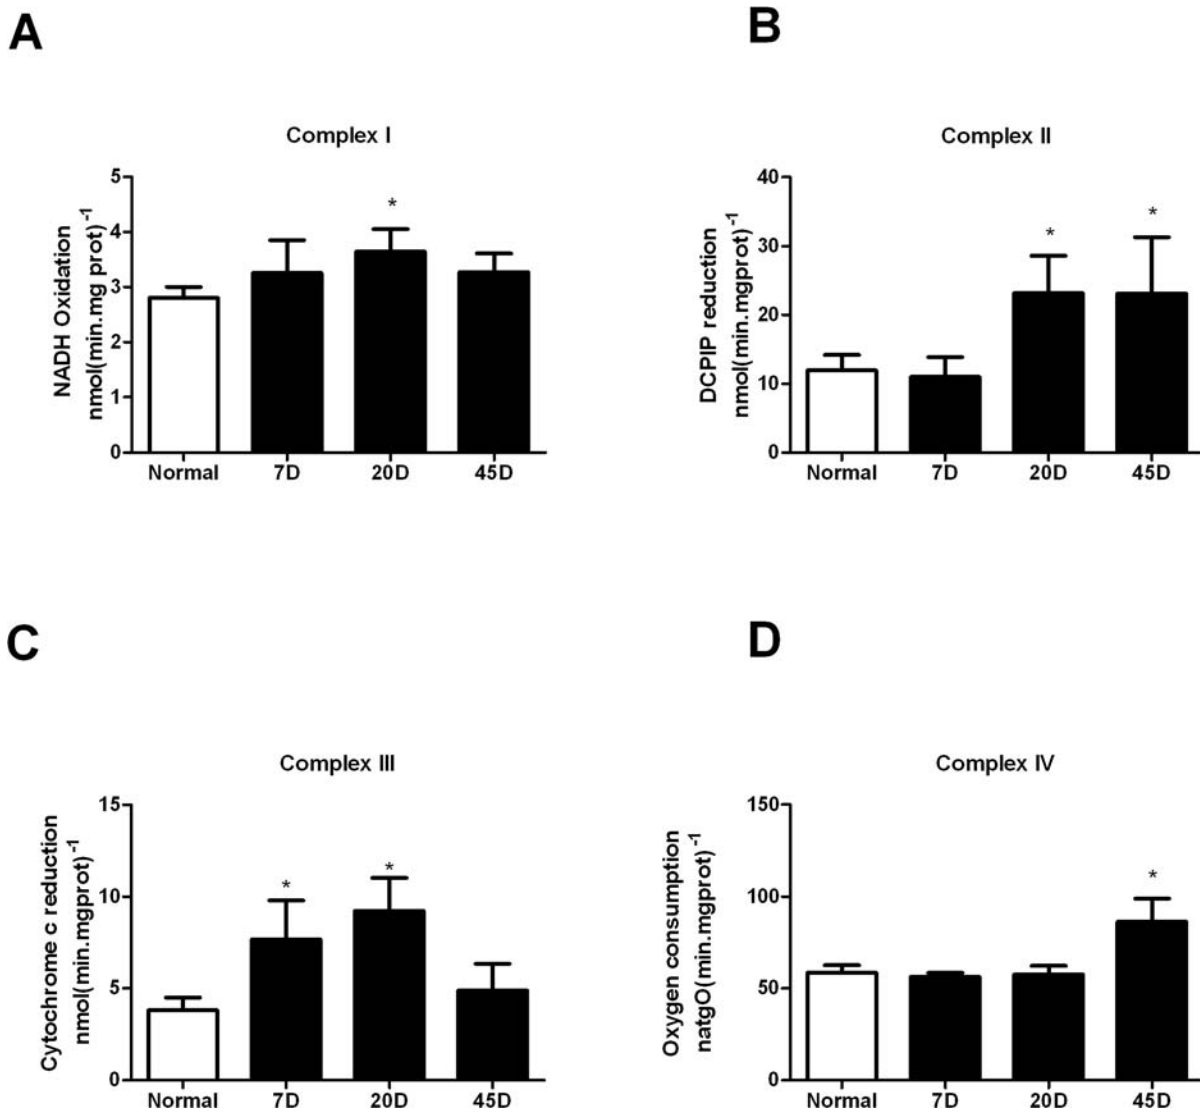 A
Complex I
NADH Oxidation
nmol(min.mg prot)⁻¹
5
4
3
2
1
0
*
Normal 7D 20D 45D
B
Complex II
DCPIP reduction
nmol(min.mgprot)⁻¹
40
30
20
10
0
* *
Normal 7D 20D 45D
C
Complex III
Cytochrome c reduction
nmol(min.mgprot)⁻¹
15
10
5
0
* *
Normal 7D 20D 45D
D
Complex IV
Oxygen consumption
natgO(min.mgprot)⁻¹
150
100
50
0
*
Normal 7D 20D 45D